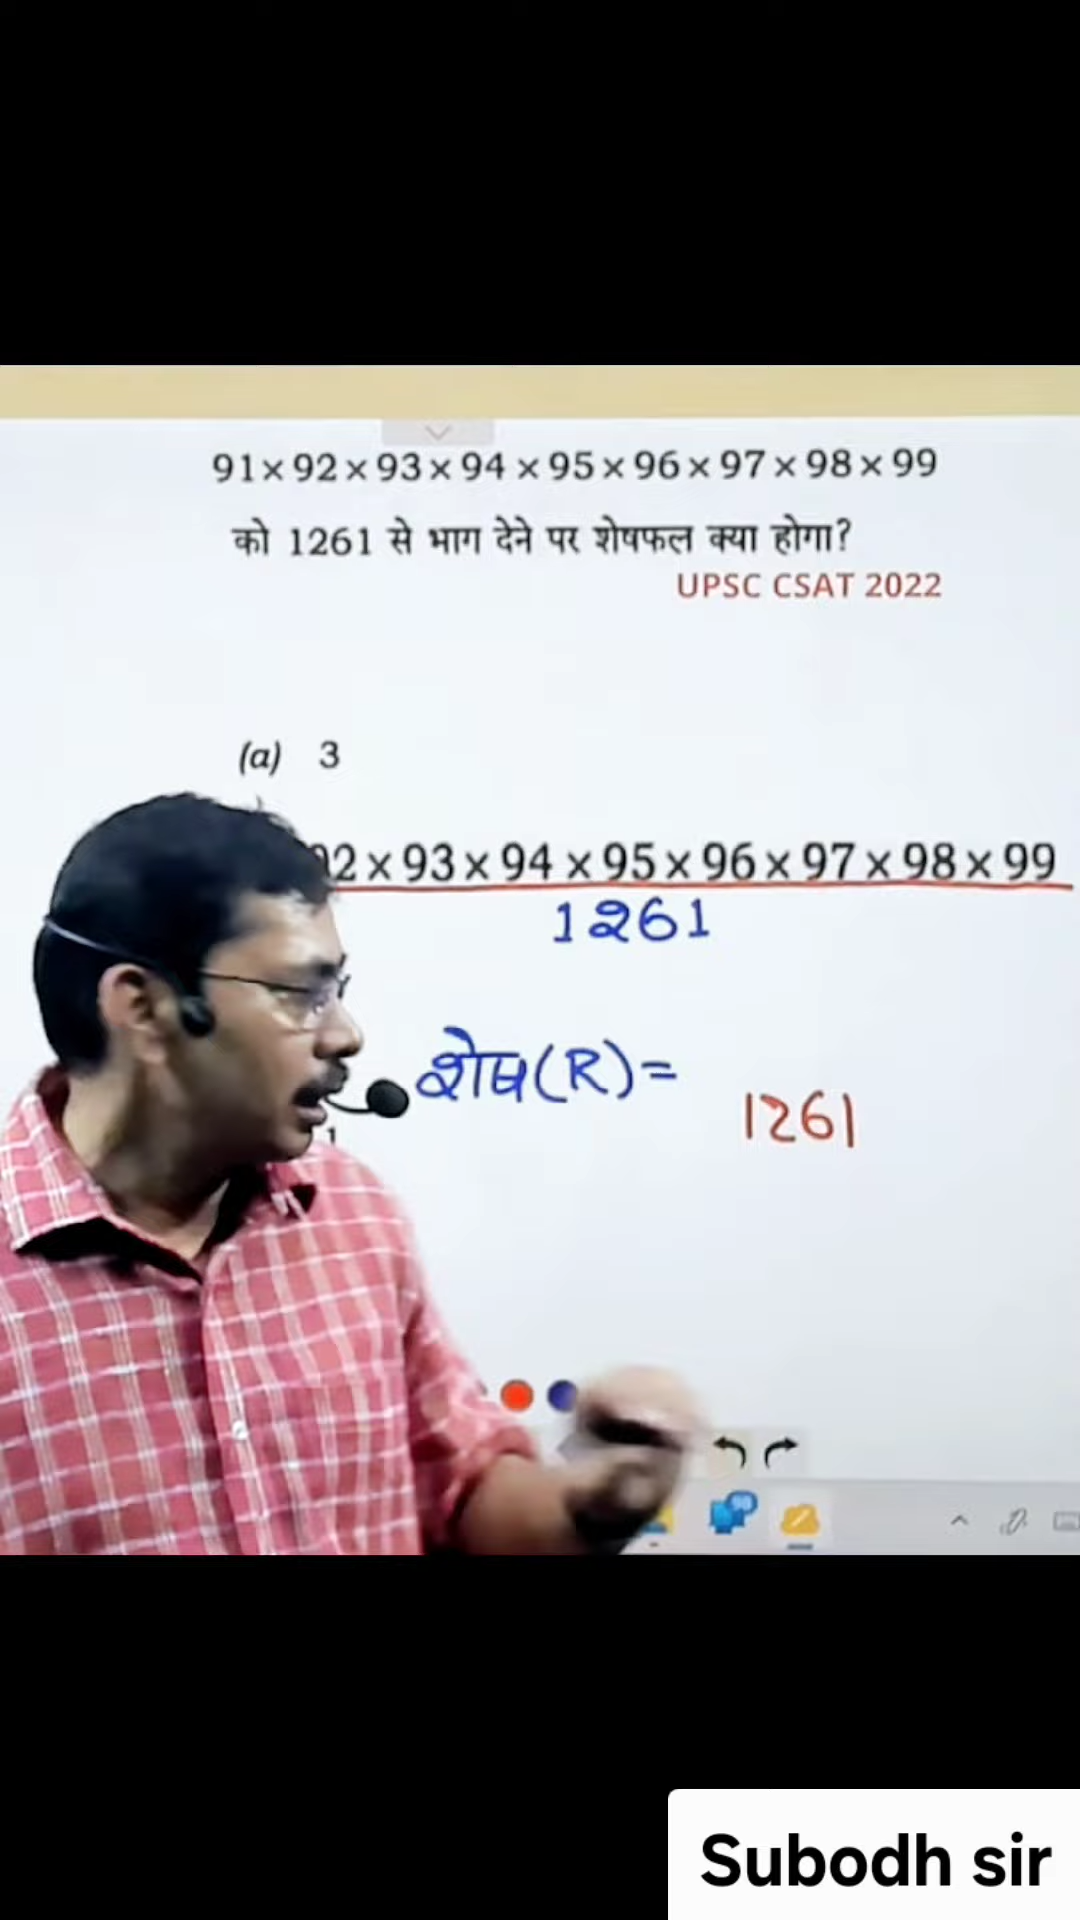 91×92×93×94×95×96×97×98×99
को 1261 से भाग देने पर शेषफल क्या होगा?
UPSC CSAT 2022
(a) 3
2×93×94×95×96×97×98×99
1261
शेष(R)=
1261
Subodh sir